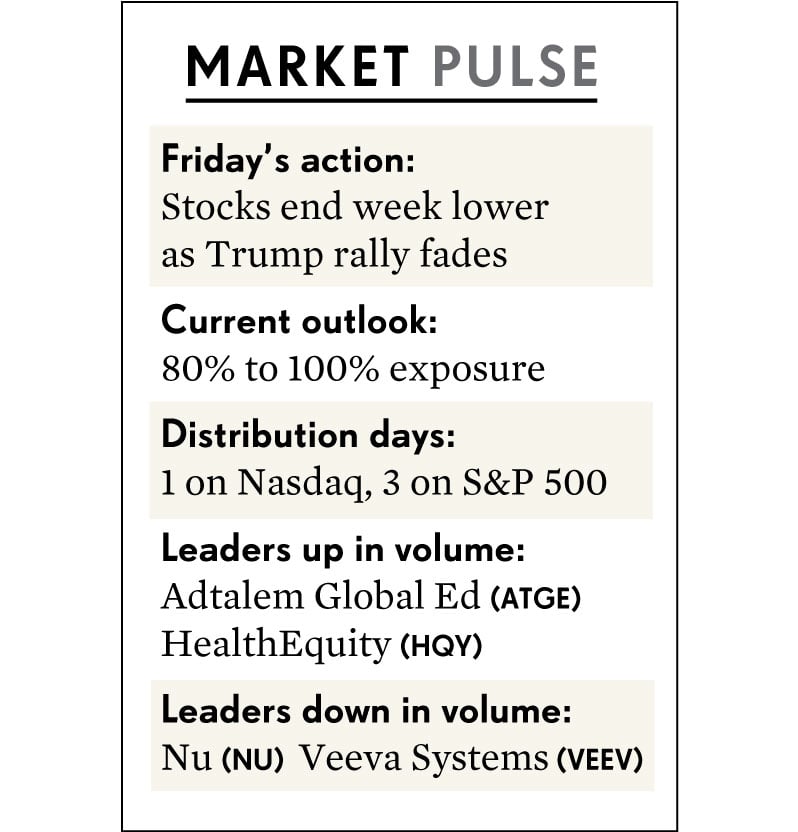 MARKET PULSE
Friday’s action:
Stocks end week lower
as Trump rally fades
Current outlook:
80% to 100% exposure
Distribution days:
1 on Nasdaq, 3 on S&P 500
Leaders up in volume:
Adtalem Global Ed (ATGE)
HealthEquity (HQY)
Leaders down in volume:
Nu (NU) Veeva Systems (VEEV)